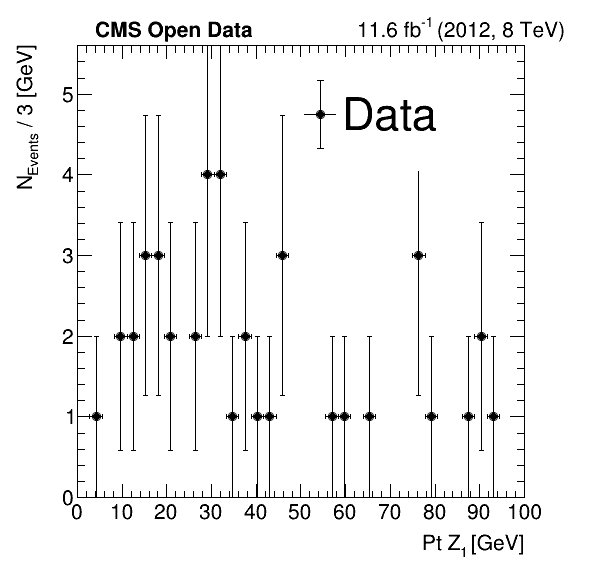 CMS Open Data 11.6 fb⁻¹ (2012, 8 TeV)
N_Events / 3 [GeV]
Data
5
4
3
2
1
0
0 10 20 30 40 50 60 70 80 90 100
Pt Z₁ [GeV]